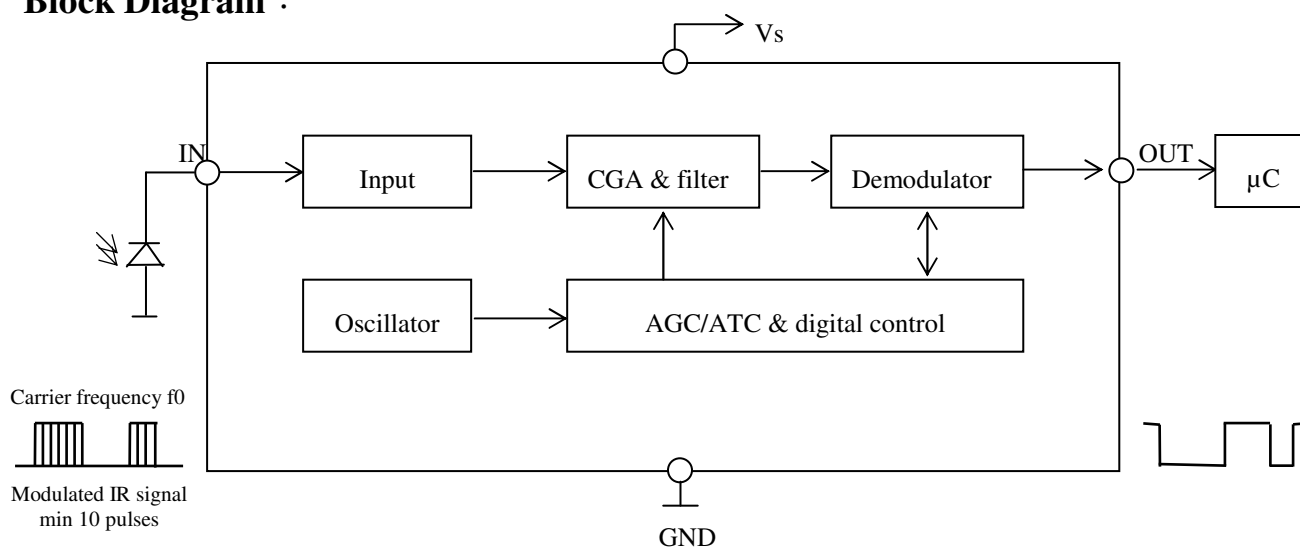 Block Diagram :
Vs
IN
OUT
Input
CGA & filter
Demodulator
µC
Oscillator
AGC/ATC & digital control
Carrier frequency f0
Modulated IR signal
min 10 pulses
GND